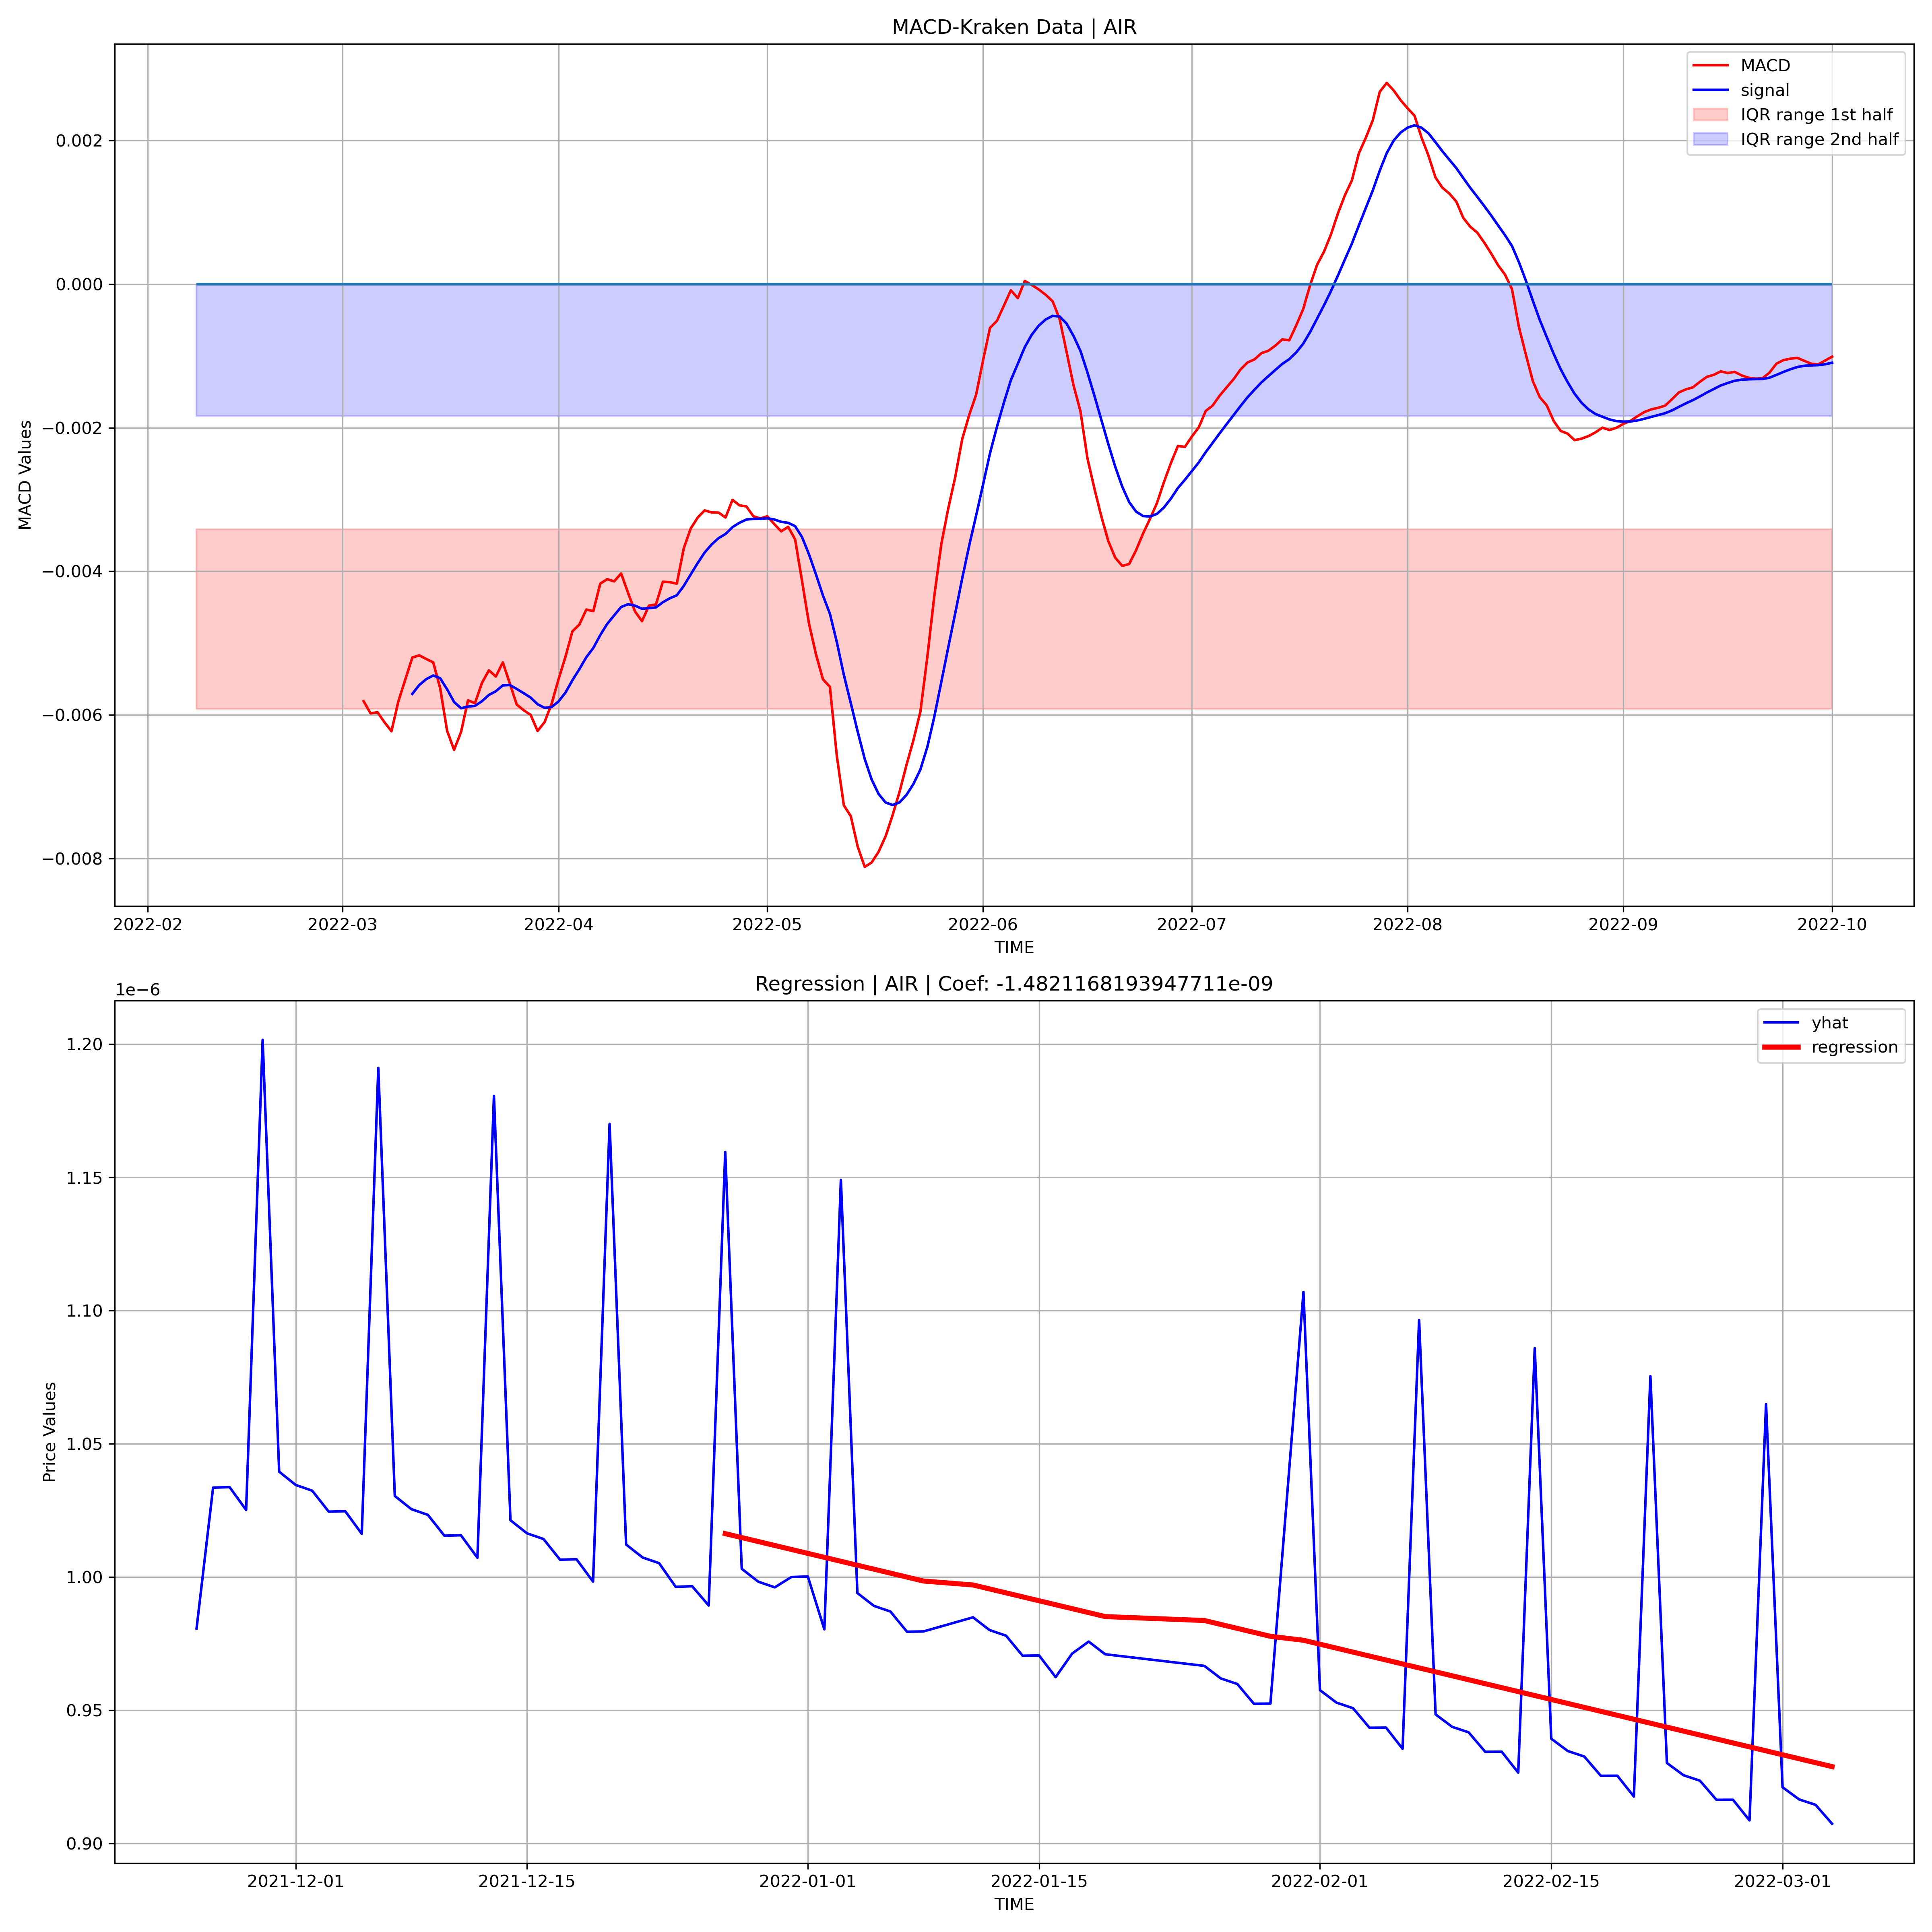 MACD-Kraken Data | AIR
MACD
signal
IQR range 1st half
IQR range 2nd half
0.002
0.000
−0.002
−0.004
−0.006
−0.008
MACD Values
2022-02 2022-03 2022-04 2022-05 2022-06 2022-07 2022-08 2022-09 2022-10
TIME
Regression | AIR | Coef: -1.4821168193947711e-09
1e−6
yhat
regression
1.20
1.15
1.10
1.05
1.00
0.95
0.90
Price Values
2021-12-01 2021-12-15 2022-01-01 2022-01-15 2022-02-01 2022-02-15 2022-03-01
TIME